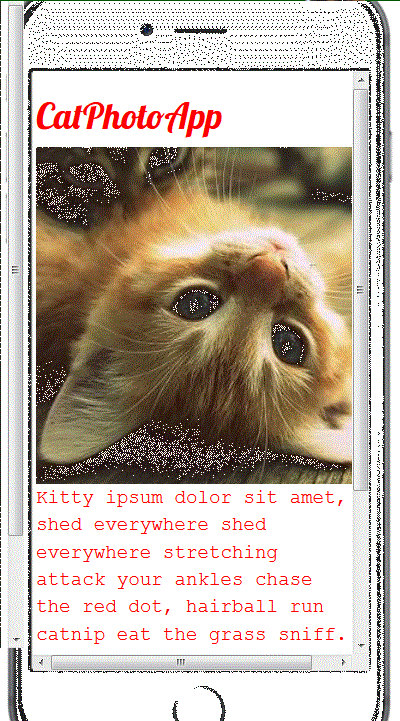 CatPhotoApp
Kitty ipsum dolor sit amet,
shed everywhere shed
everywhere stretching
attack your ankles chase
the red dot, hairball run
catnip eat the grass sniff.